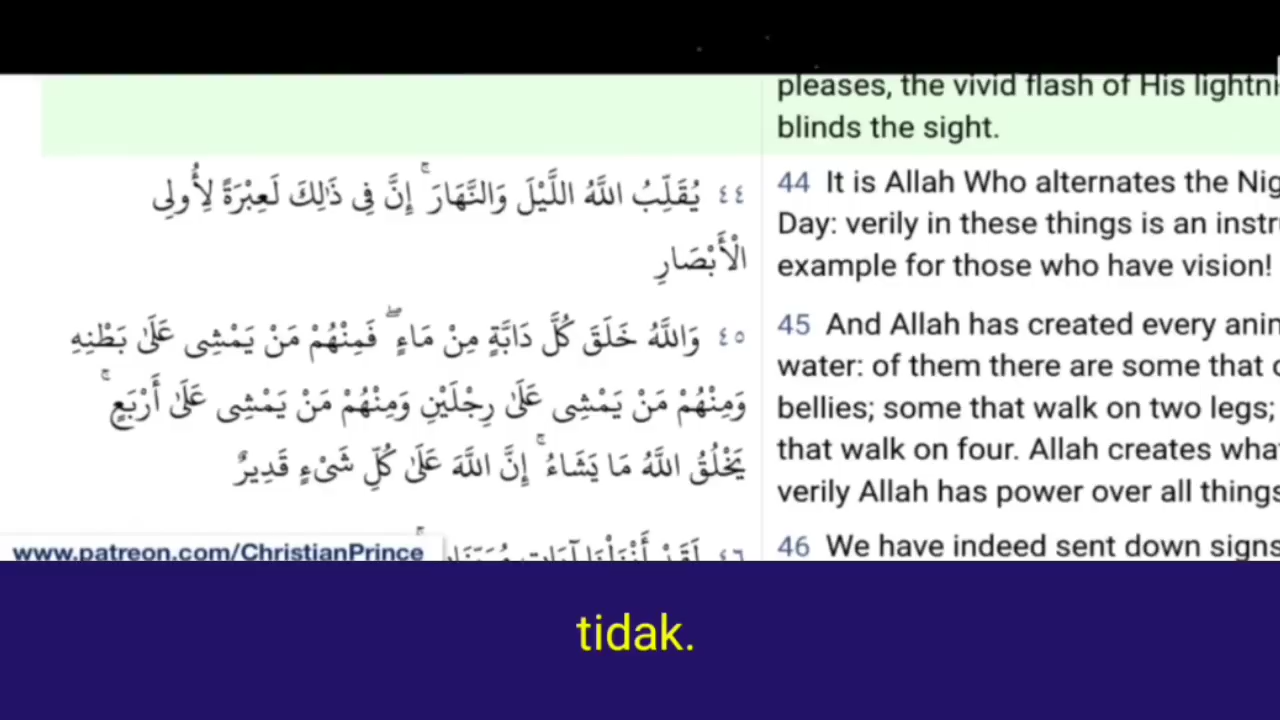 pleases, the vivid flash of His lightni
blinds the sight.
٤٤ يُقَلِّبُ اللَّهُ اللَّيْلَ وَالنَّهَارَ ۚ إِنَّ فِى ذَٰلِكَ لَعِبْرَةً لِأُولِى
الْأَبْصَارِ
44 It is Allah Who alternates the Nig
Day: verily in these things is an instr
example for those who have vision!
٤٥ وَاللَّهُ خَلَقَ كُلَّ دَابَّةٍ مِنْ مَاءٍ ۖ فَمِنْهُمْ مَنْ يَمْشِى عَلَىٰ بَطْنِهِ
وَمِنْهُمْ مَنْ يَمْشِى عَلَىٰ رِجْلَيْنِ وَمِنْهُمْ مَنْ يَمْشِى عَلَىٰ أَرْبَعٍ ۚ
يَخْلُقُ اللَّهُ مَا يَشَاءُ ۚ إِنَّ اللَّهَ عَلَىٰ كُلِّ شَىْءٍ قَدِيرٌ
45 And Allah has created every anim
water: of them there are some that c
bellies; some that walk on two legs;
that walk on four. Allah creates wha
verily Allah has power over all things
46 We have indeed sent down signs
www.patreon.com/ChristianPrince
tidak.